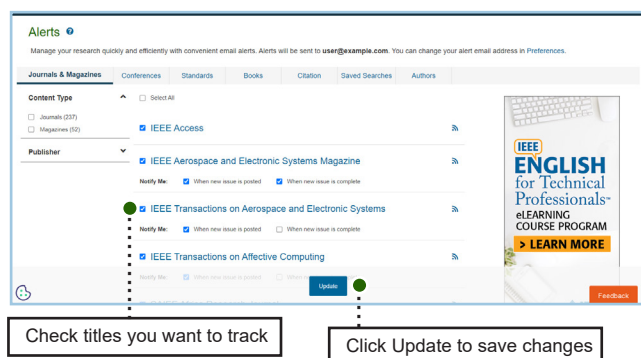 Alerts
Manage your research quickly and efficiently with convenient email alerts. Alerts will be sent to user@example.com. You can change your alert email address in Preferences.
Journals & Magazines Conferences Standards Books Citation Saved Searches Authors
Content Type
Journals (237)
Magazines (52)
Publisher
Select All
IEEE Access
IEEE Aerospace and Electronic Systems Magazine
Notify Me: When new issue is posted When new issue is complete
IEEE Transactions on Aerospace and Electronic Systems
Notify Me: When new issue is posted When new issue is complete
IEEE Transactions on Affective Computing
Notify Me: When new issue is posted
Update
IEEE
ENGLISH
for Technical
Professionals℠
eLEARNING
COURSE PROGRAM
> LEARN MORE
Feedback
Check titles you want to track
Click Update to save changes